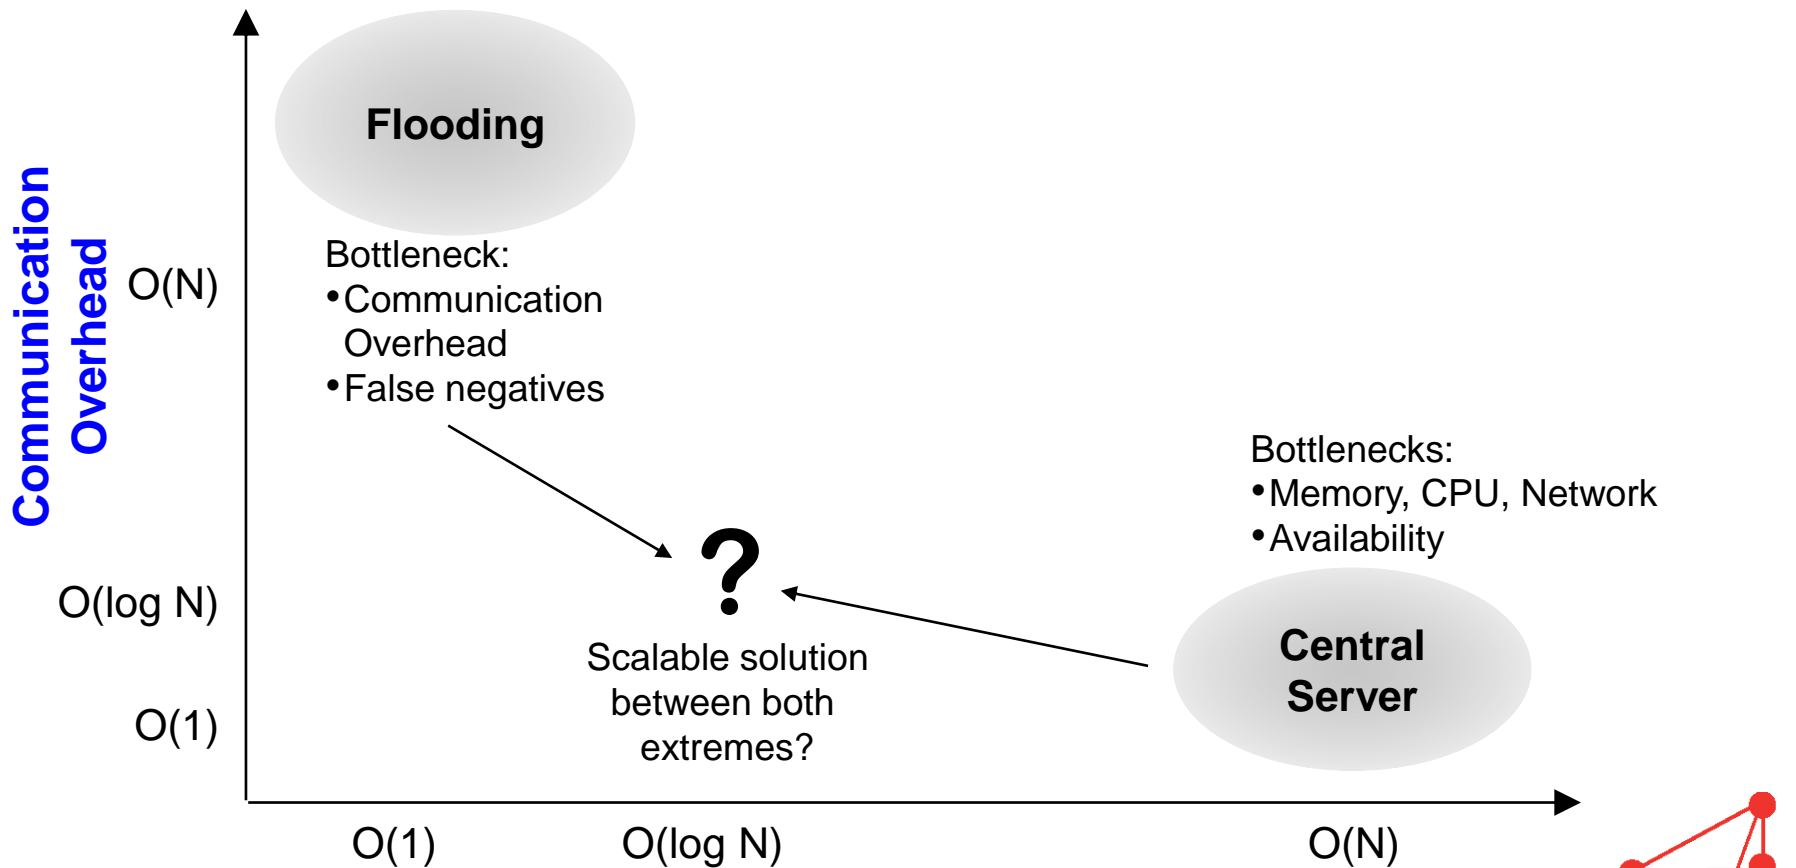 Flooding
Communication
Overhead
O(N)
Bottleneck:
•Communication
Overhead
•False negatives
Bottlenecks:
•Memory, CPU, Network
•Availability
O(log N)
?
Scalable solution
between both
extremes?
Central
Server
O(1)
O(1)
O(log N)
O(N)